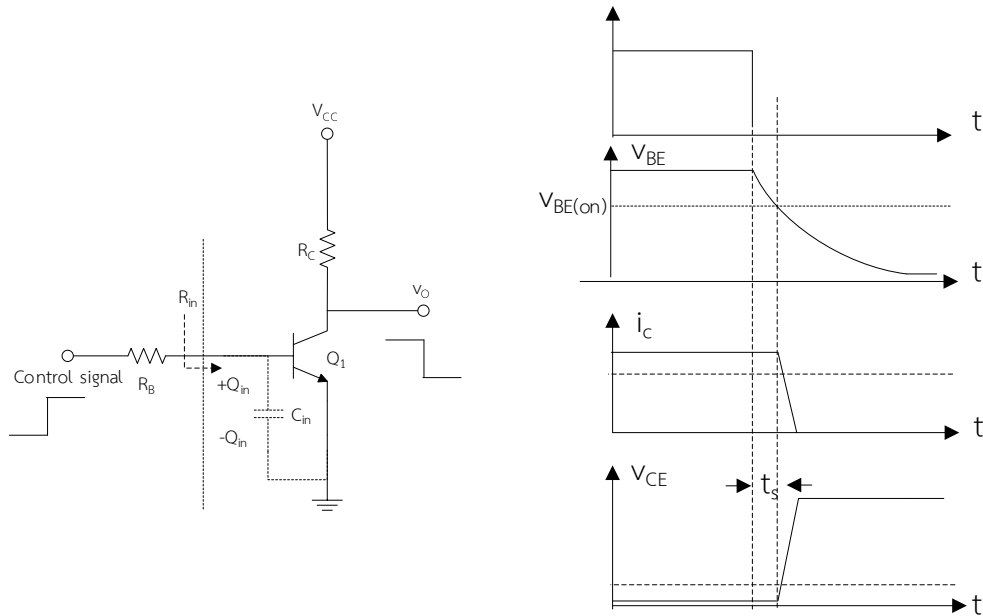 V_CC
R_C
v_O
R_in
Q_1
Control signal
R_B
+Q_in
C_in
-Q_in
t
v_BE
V_BE(on)
t
i_c
t
v_CE
t_s
t